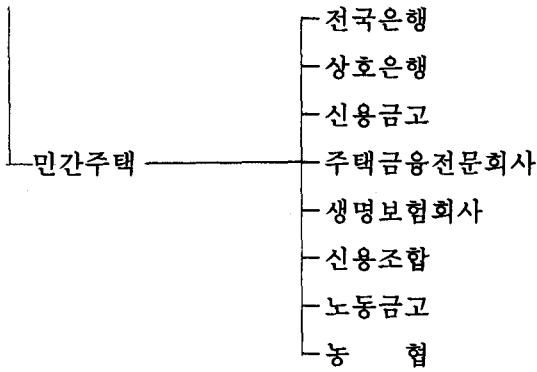 전국은행
상호은행
신용금고
민간주택 주택금융전문회사
생명보험회사
신용조합
노동금고
농 협